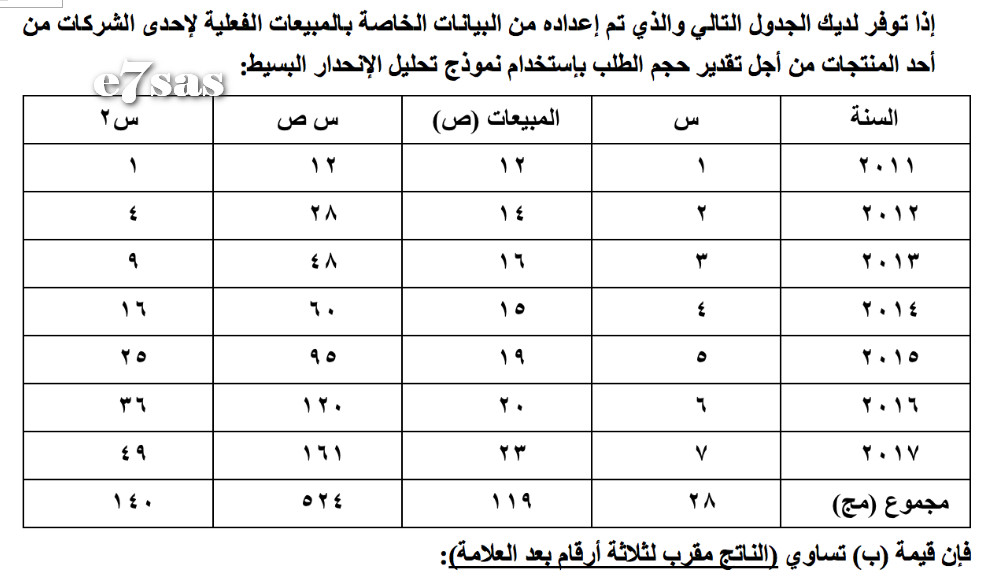 إذا توفر لديك الجدول التالي والذي تم إعداده من البيانات الخاصة بالمبيعات الفعلية لإحدى الشركات من
أحد المنتجات من أجل تقدير حجم الطلب بإستخدام نموذج تحليل الإنحدار البسيط:
e7sas
السنة س المبيعات (ص) س ص س٢
٢٠١١ ١ ١٢ ١٢ ١
٢٠١٢ ٢ ١٤ ٢٨ ٤
٢٠١٣ ٣ ١٦ ٤٨ ٩
٢٠١٤ ٤ ١٥ ٦٠ ١٦
٢٠١٥ ٥ ١٩ ٩٥ ٢٥
٢٠١٦ ٦ ٢٠ ١٢٠ ٣٦
٢٠١٧ ٧ ٢٣ ١٦١ ٤٩
مجموع (مج) ٢٨ ١١٩ ٥٢٤ ١٤٠
فإن قيمة (ب) تساوي (الناتج مقرب لثلاثة أرقام بعد العلامة):